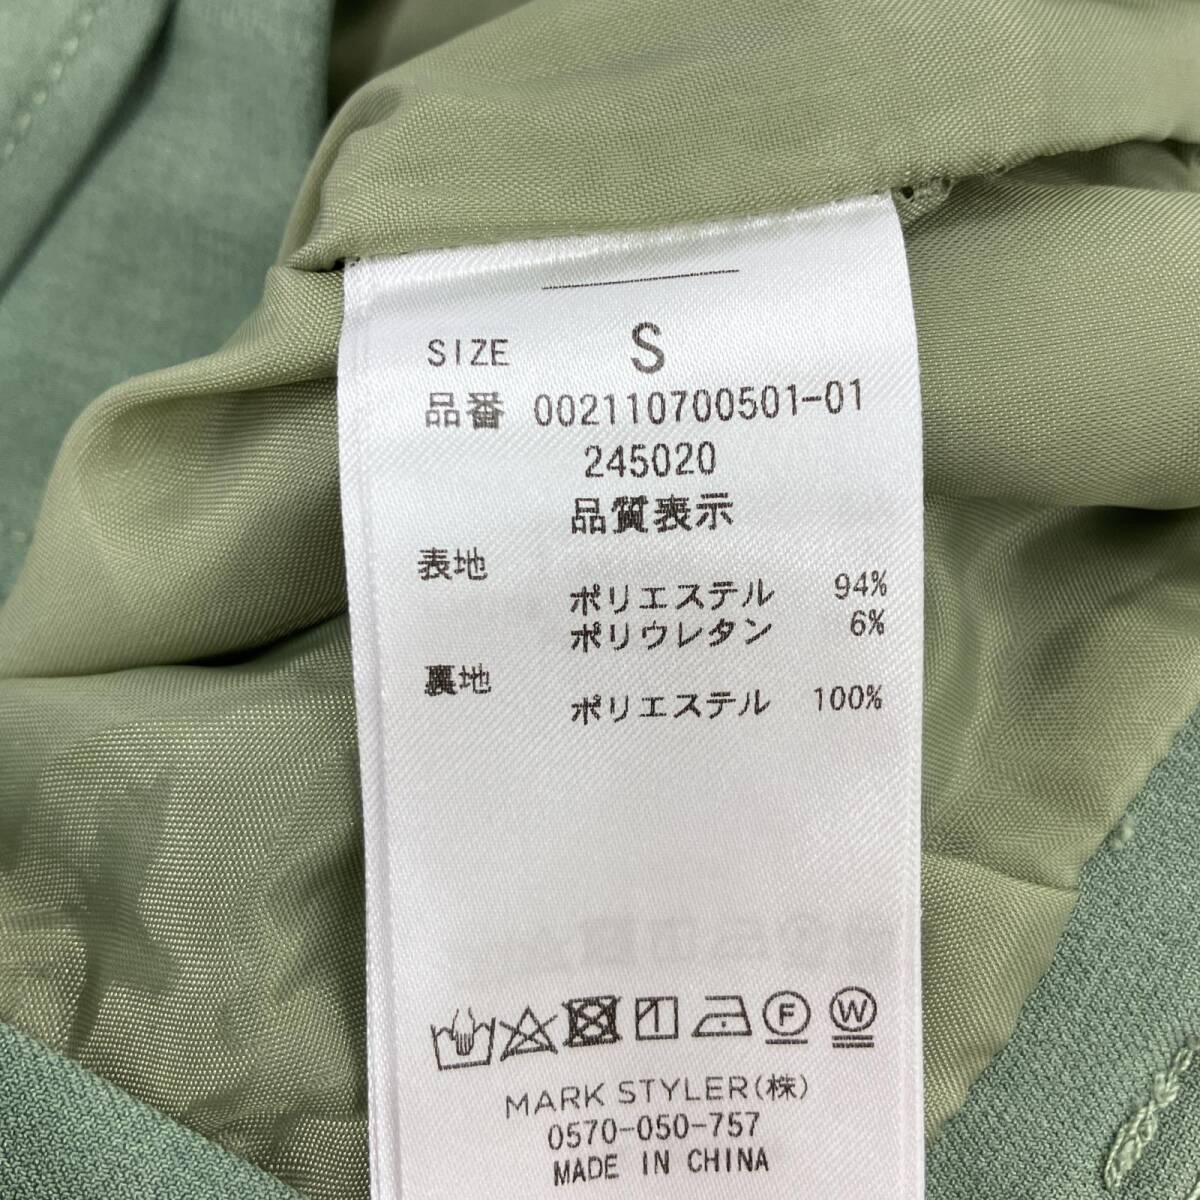 SIZE S
品番 002110700501-01
245020
品質表示
表地
ポリエステル 94%
ポリウレタン 6%
裏地
ポリエステル 100%
F W
MARK STYLER(株)
0570-050-757
MADE IN CHINA